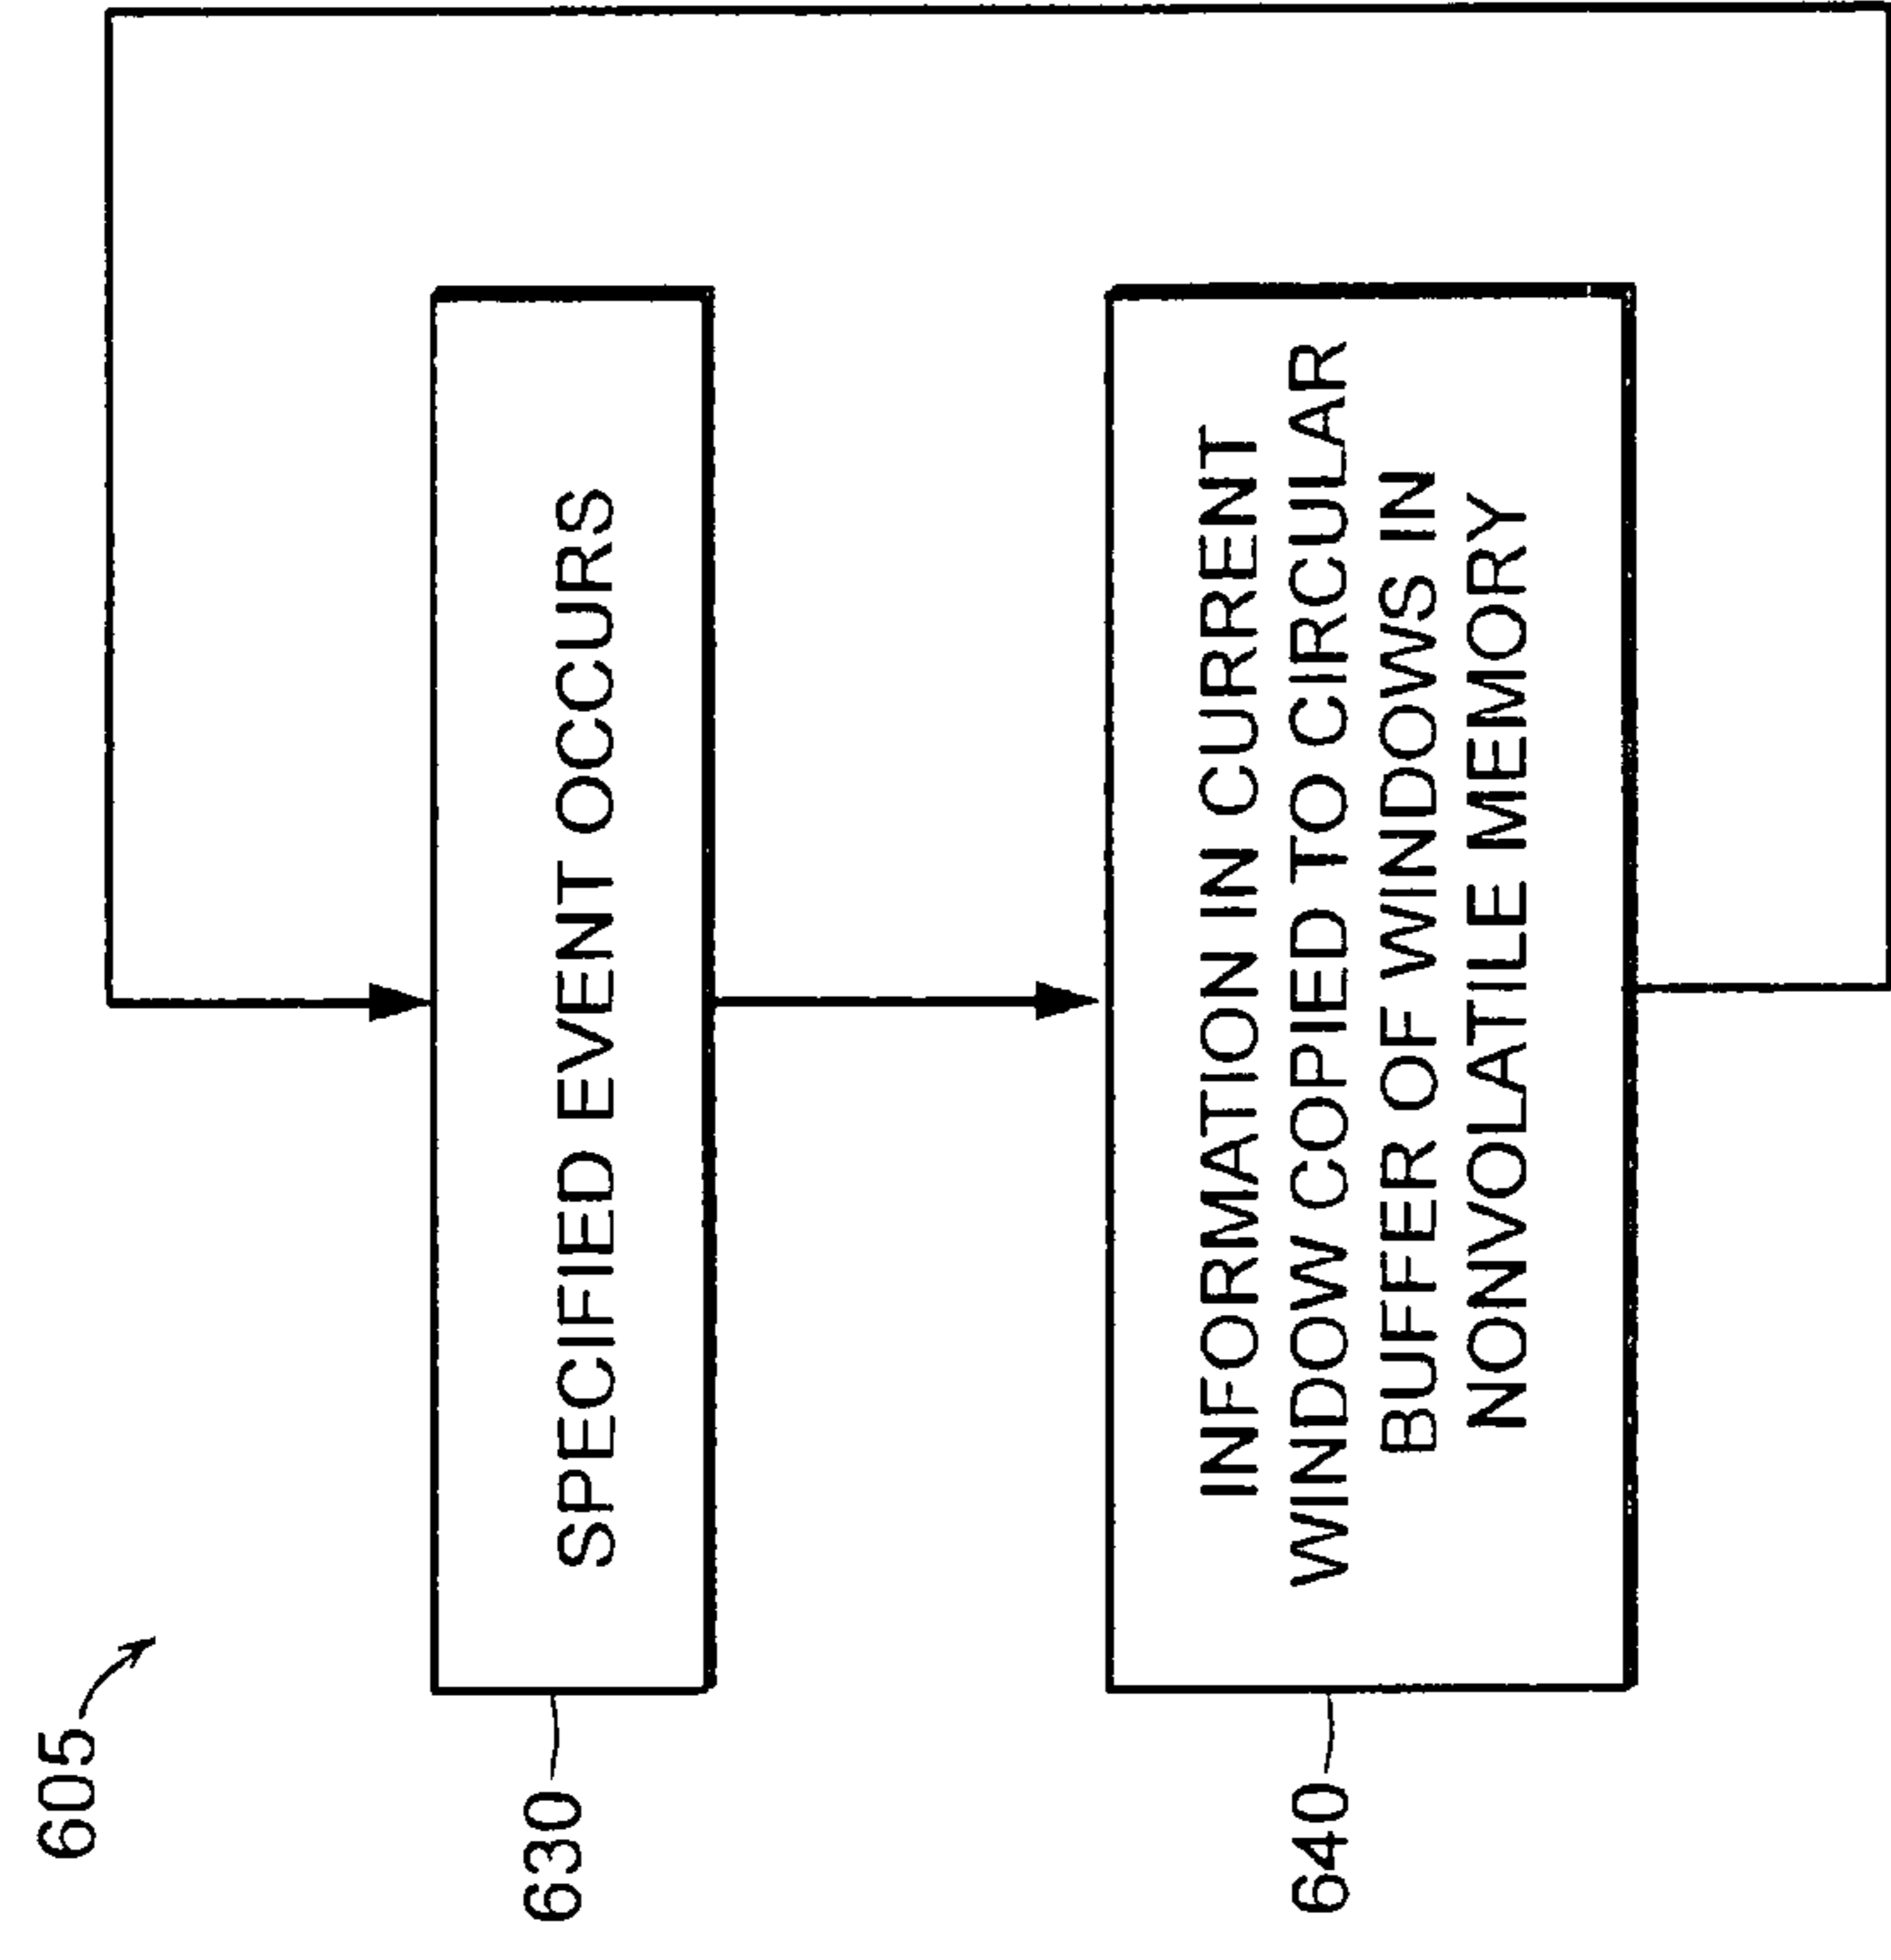 605
630
SPECIFIED EVENT OCCURS
640
INFORMATION IN CURRENT
WINDOW COPIED TO CIRCULAR
BUFFER OF WINDOWS IN
NONVOLATILE MEMORY